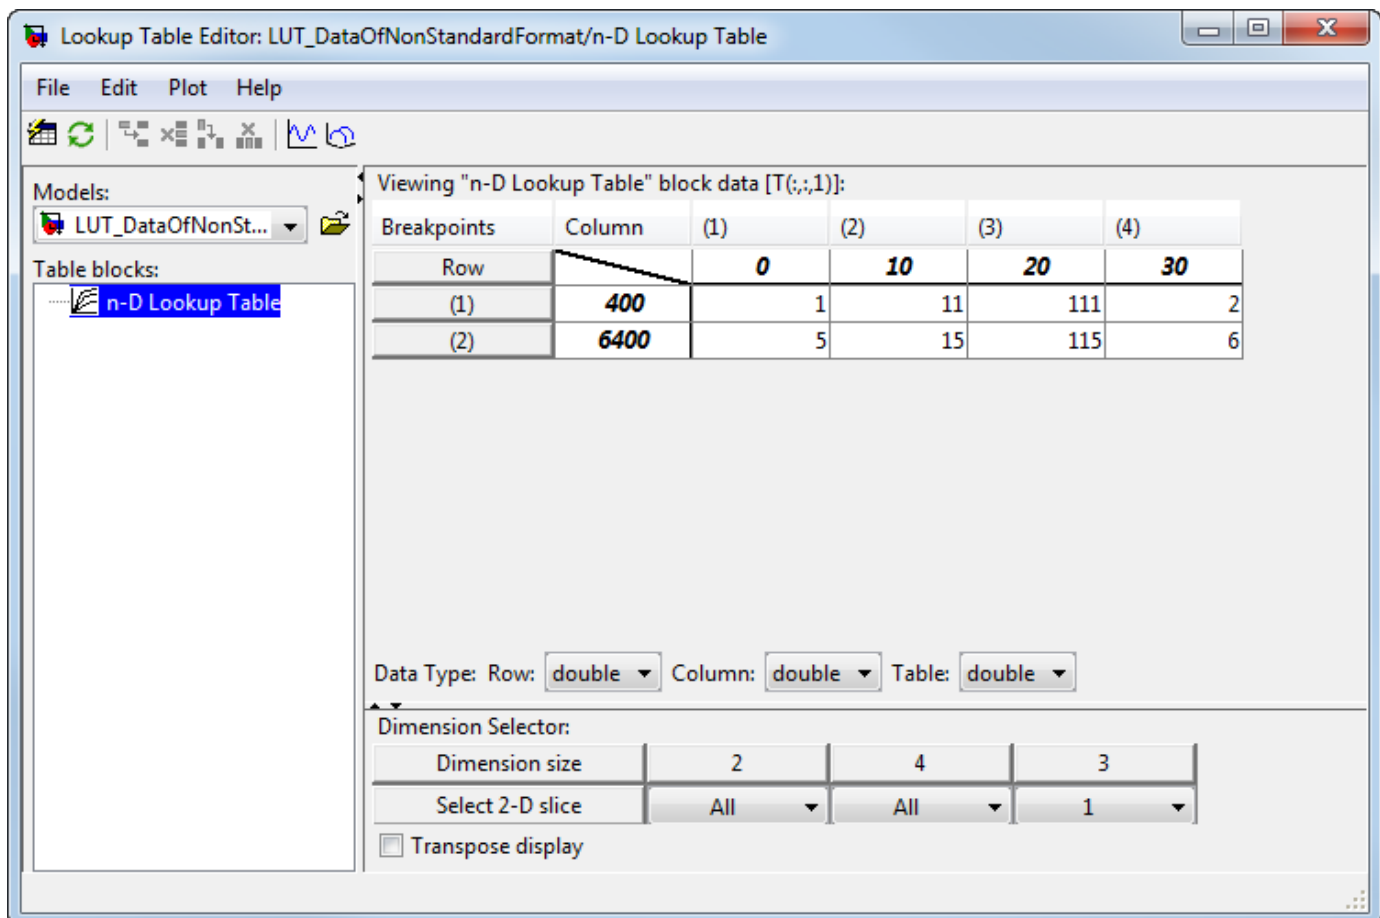 Lookup Table Editor: LUT_DataOfNonStandardFormat/n-D Lookup Table
File Edit Plot Help
Models:
LUT_DataOfNonSt...
Table blocks:
n-D Lookup Table
Viewing "n-D Lookup Table" block data [T(:,:,1)]:
Breakpoints Column (1) (2) (3) (4)
Row 0 10 20 30
(1) 400 1 11 111 2
(2) 6400 5 15 115 6
Data Type: Row: double Column: double Table: double
Dimension Selector:
Dimension size 2 4 3
Select 2-D slice All All 1
Transpose display